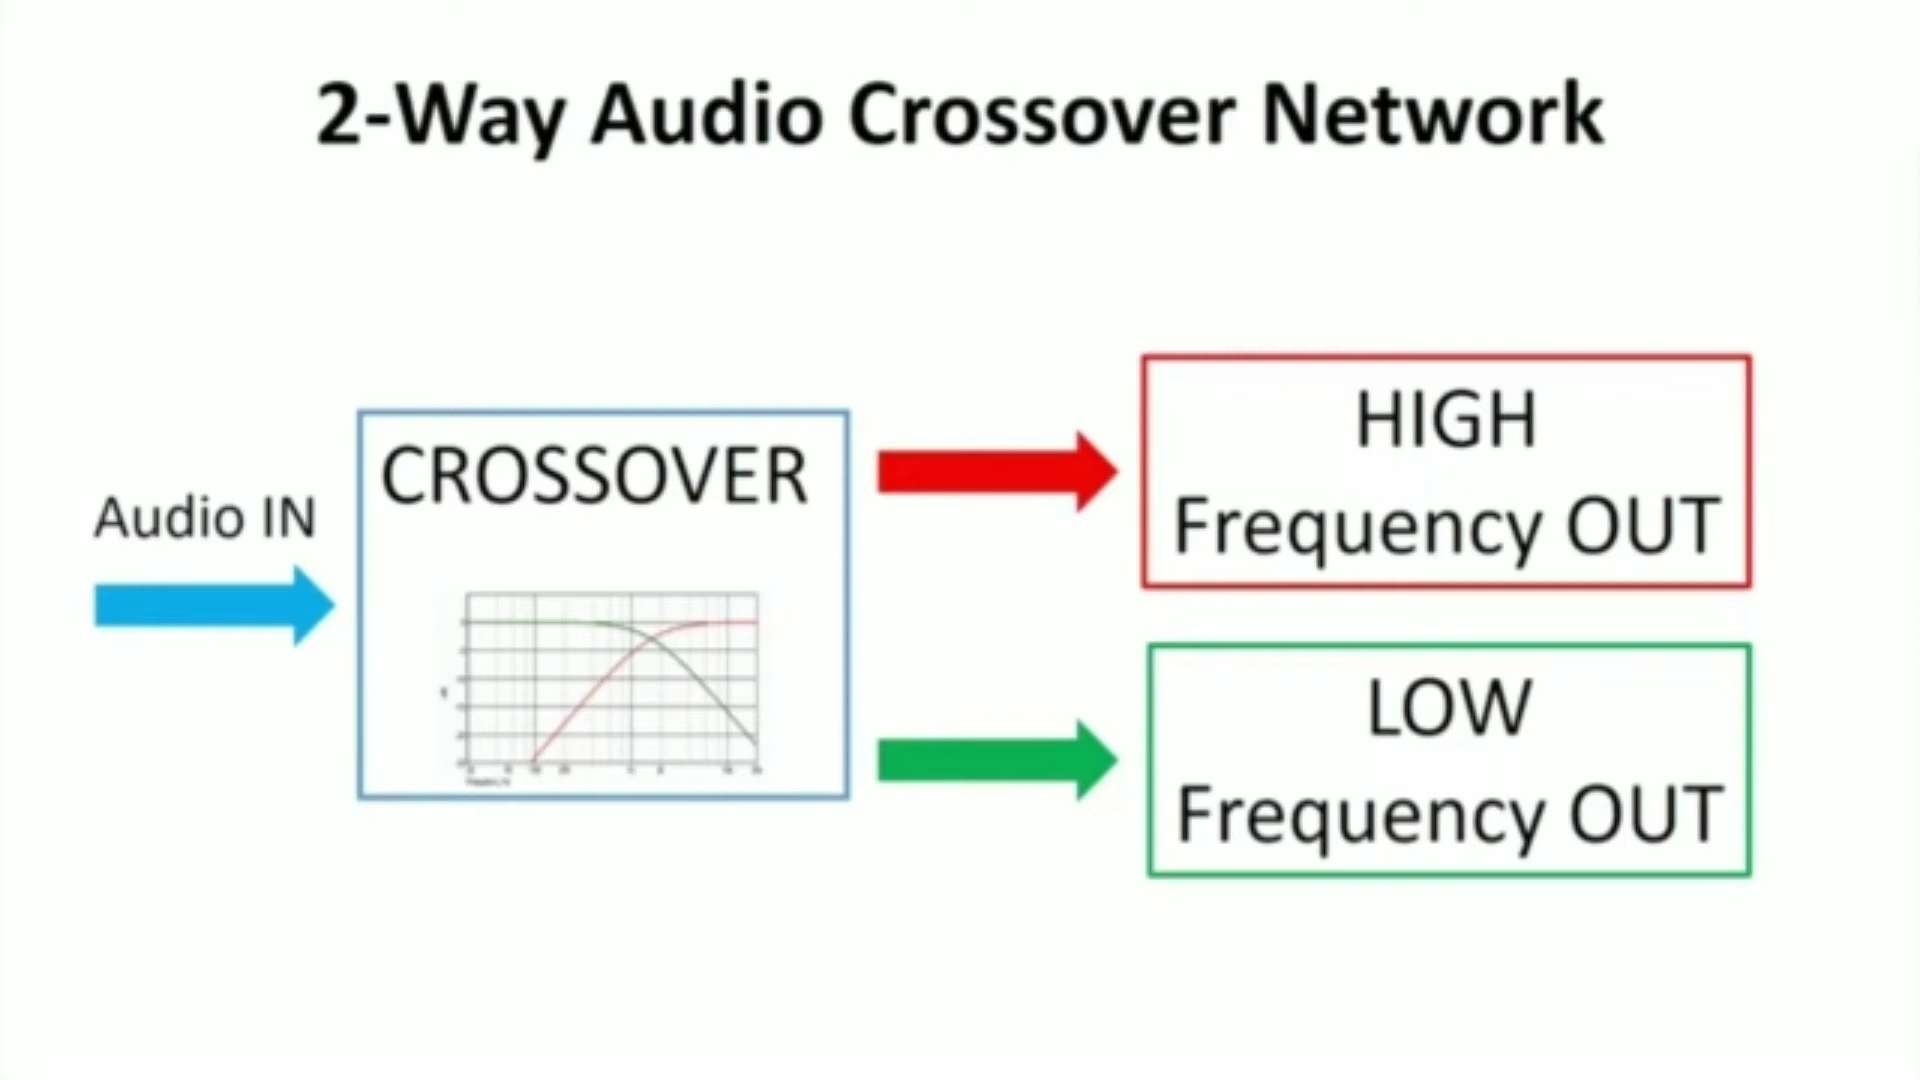 2-Way Audio Crossover Network
Audio IN
CROSSOVER
HIGH
Frequency OUT
LOW
Frequency OUT